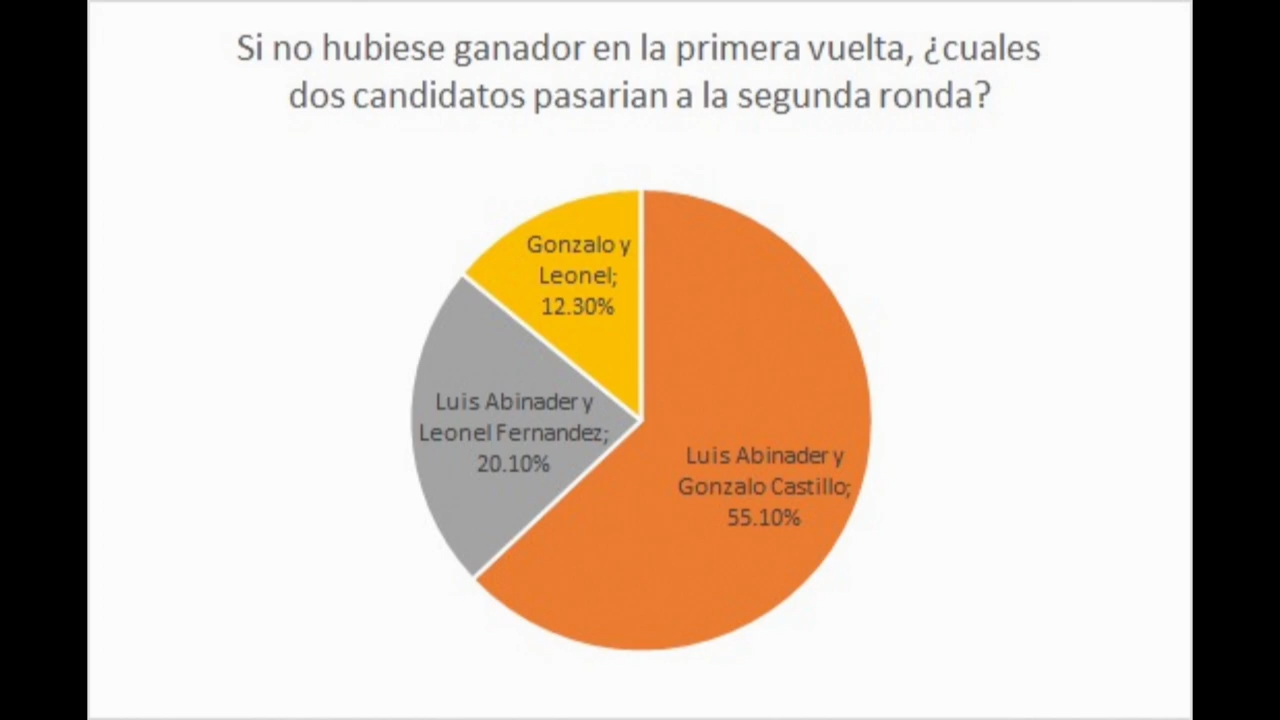 Si no hubiese ganador en la primera vuelta, ¿cuales
dos candidatos pasarian a la segunda ronda?
Gonzalo y
Leonel;
12.30%
Luis Abinader y
Leonel Fernandez;
20.10%
Luis Abinader y
Gonzalo Castillo;
55.10%